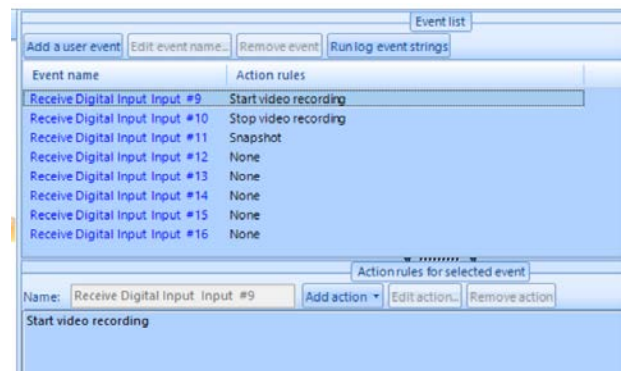 Event list
Add a user event Edit event name... Remove event Run log event strings
Event name Action rules
Receive Digital Input Input #9 Start video recording
Receive Digital Input Input #10 Stop video recording
Receive Digital Input Input #11 Snapshot
Receive Digital Input Input #12 None
Receive Digital Input Input #13 None
Receive Digital Input Input #14 None
Receive Digital Input Input #15 None
Receive Digital Input Input #16 None
Action rules for selected event
Name: Receive Digital Input Input #9 Add action Edit action... Remove action
Start video recording